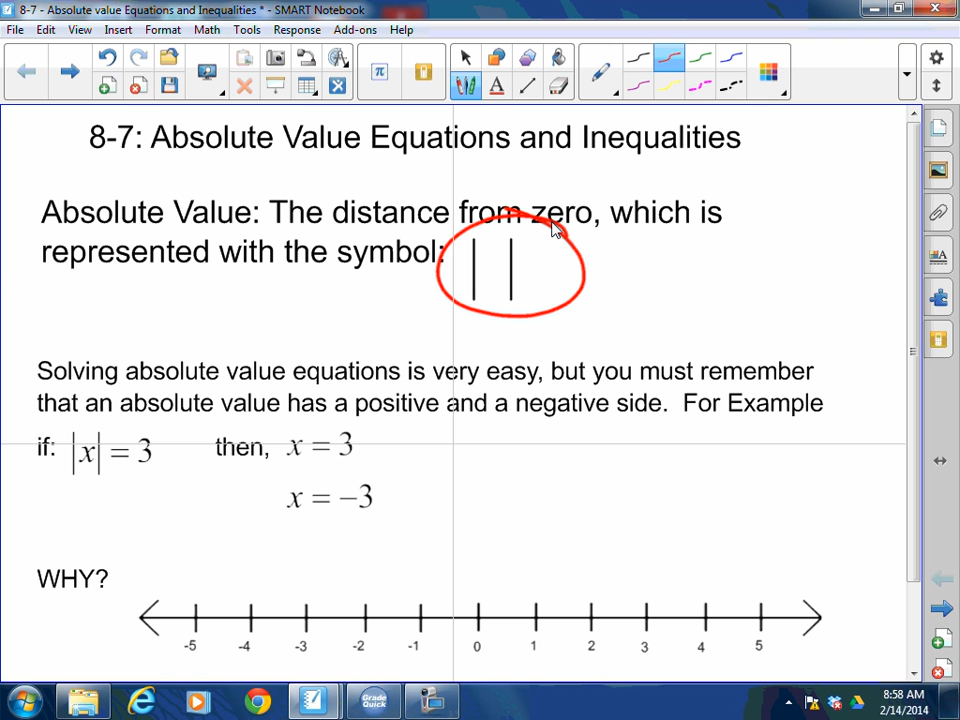 8-7 - Absolute value Equations and Inequalities * - SMART Notebook
File Edit View Insert Format Math Tools Response Add-ons Help
8-7: Absolute Value Equations and Inequalities
Absolute Value: The distance from zero, which is
represented with the symbol: | |
Solving absolute value equations is very easy, but you must remember
that an absolute value has a positive and a negative side. For Example
if: |x| = 3 then, x = 3
x = −3
WHY?
-5 -4 -3 -2 -1 0 1 2 3 4 5
Grade
Quick
8:58 AM
2/14/2014